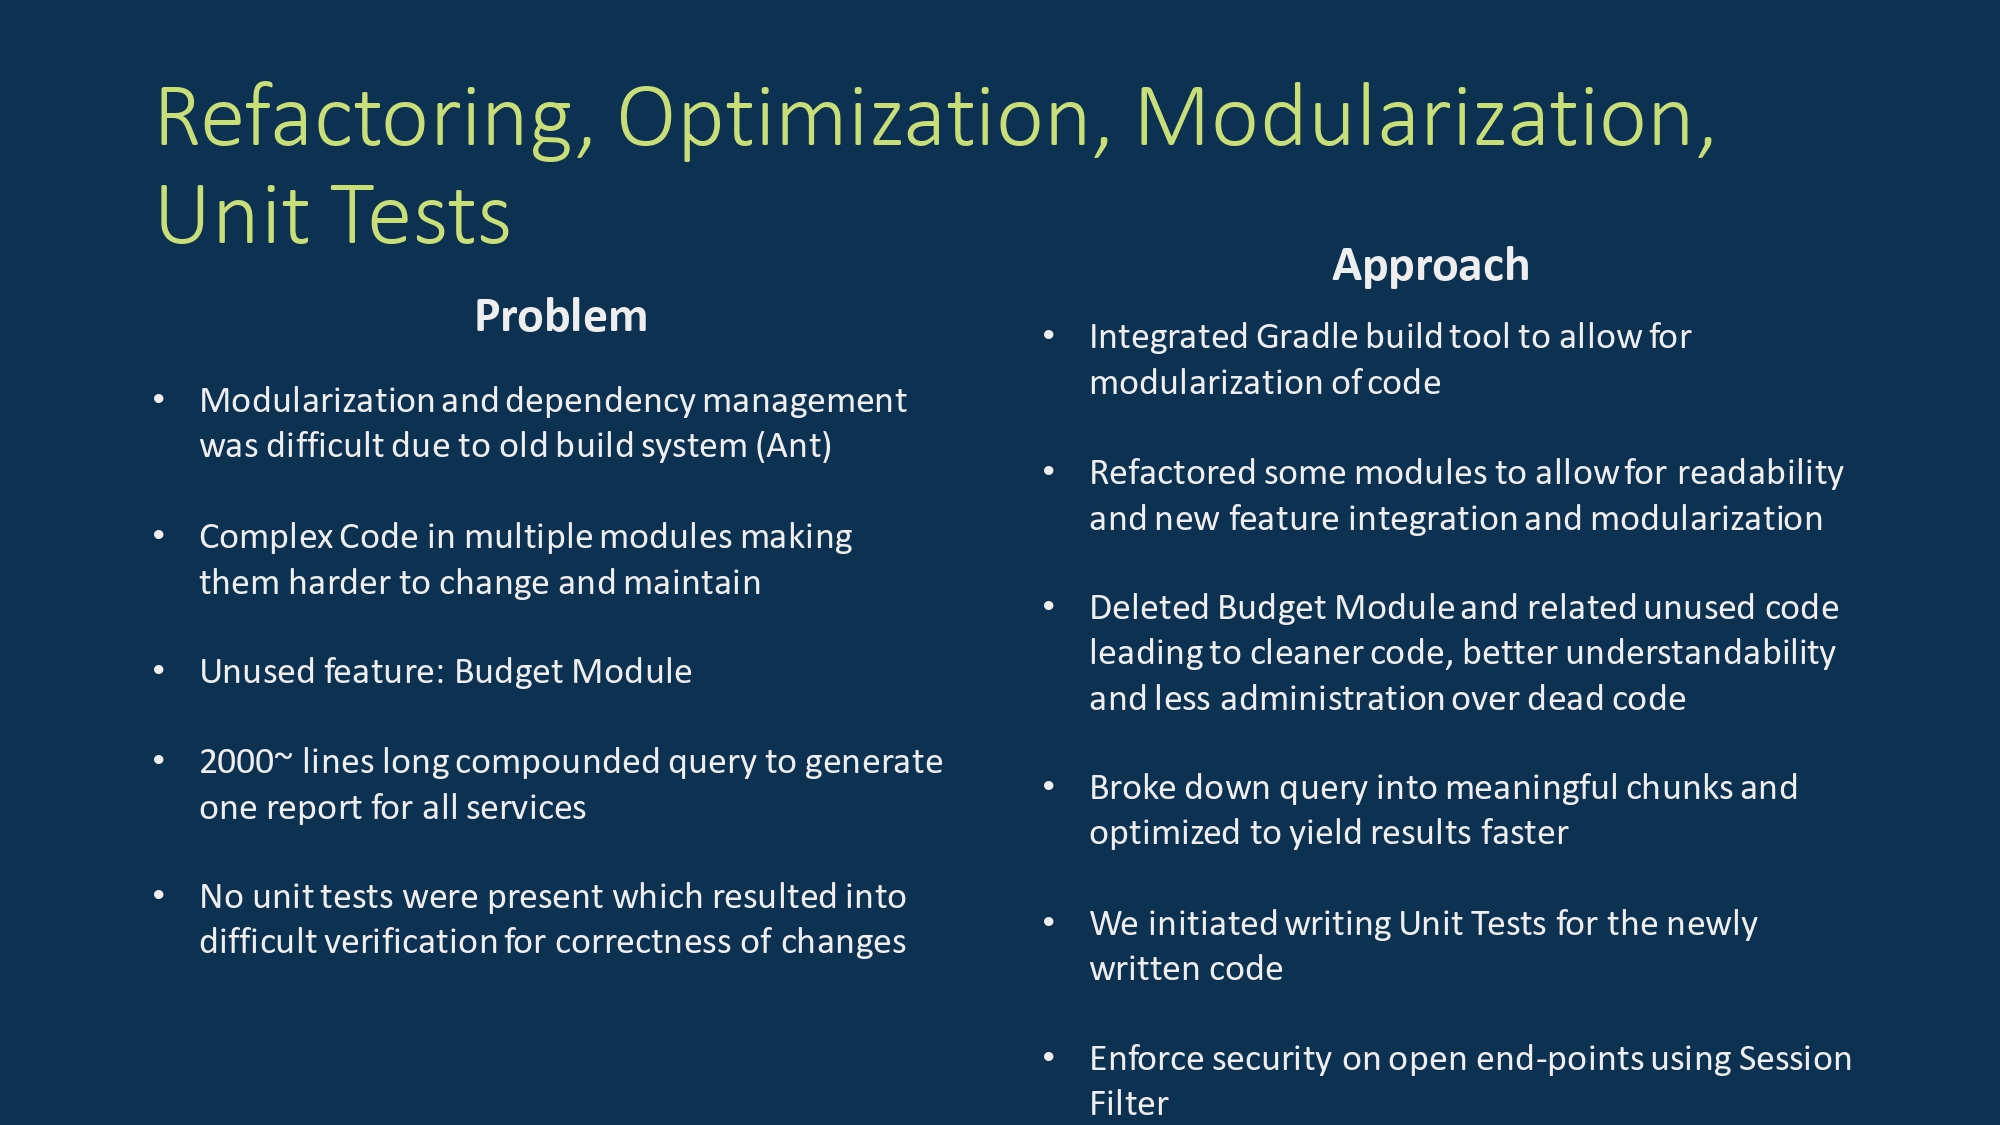 Refactoring, Optimization, Modularization,
Unit Tests
Problem
• Modularization and dependency management
was difficult due to old build system (Ant)
• Complex Code in multiple modules making
them harder to change and maintain
• Unused feature: Budget Module
• 2000~ lines long compounded query to generate
one report for all services
• No unit tests were present which resulted into
difficult verification for correctness of changes
Approach
• Integrated Gradle build tool to allow for
modularization of code
• Refactored some modules to allow for readability
and new feature integration and modularization
• Deleted Budget Module and related unused code
leading to cleaner code, better understandability
and less administration over dead code
• Broke down query into meaningful chunks and
optimized to yield results faster
• We initiated writing Unit Tests for the newly
written code
• Enforce security on open end-points using Session
Filter